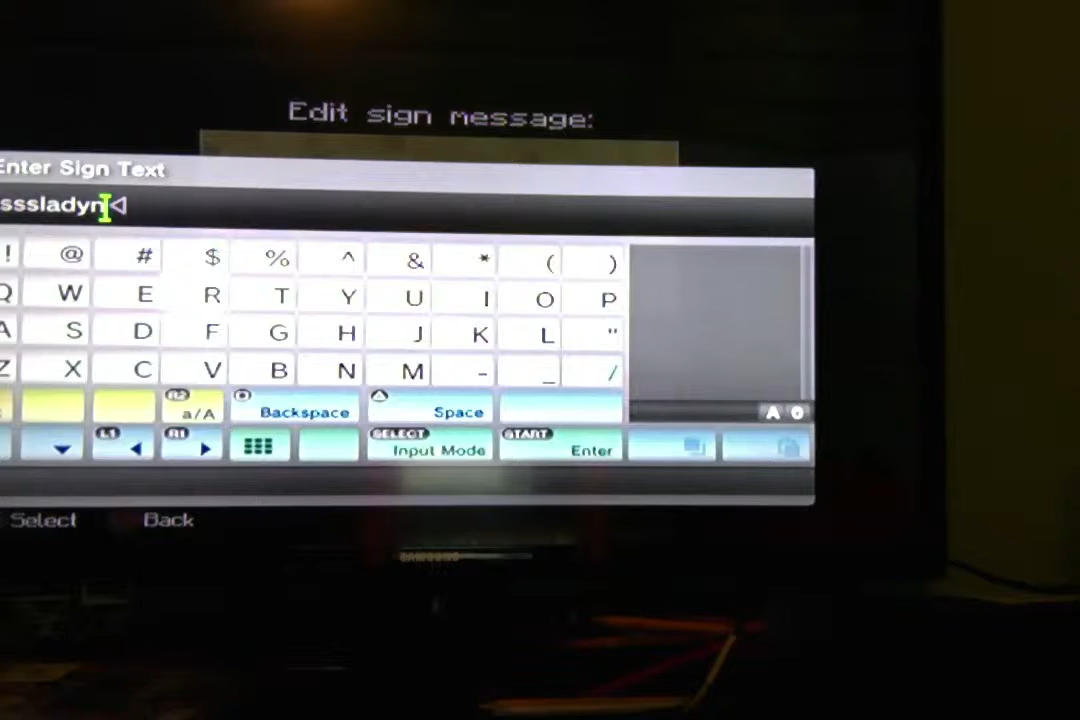 Edit sign message:
Enter Sign Text
sssladyn
! @ # $ % ^ & * ( )
Q W E R T Y U I O P
A S D F G H J K L "
Z X C V B N M - _ /
R2 a/A Backspace Space
A
L1 R1 SELECT Input Mode START Enter
Select Back
SAMSUNG